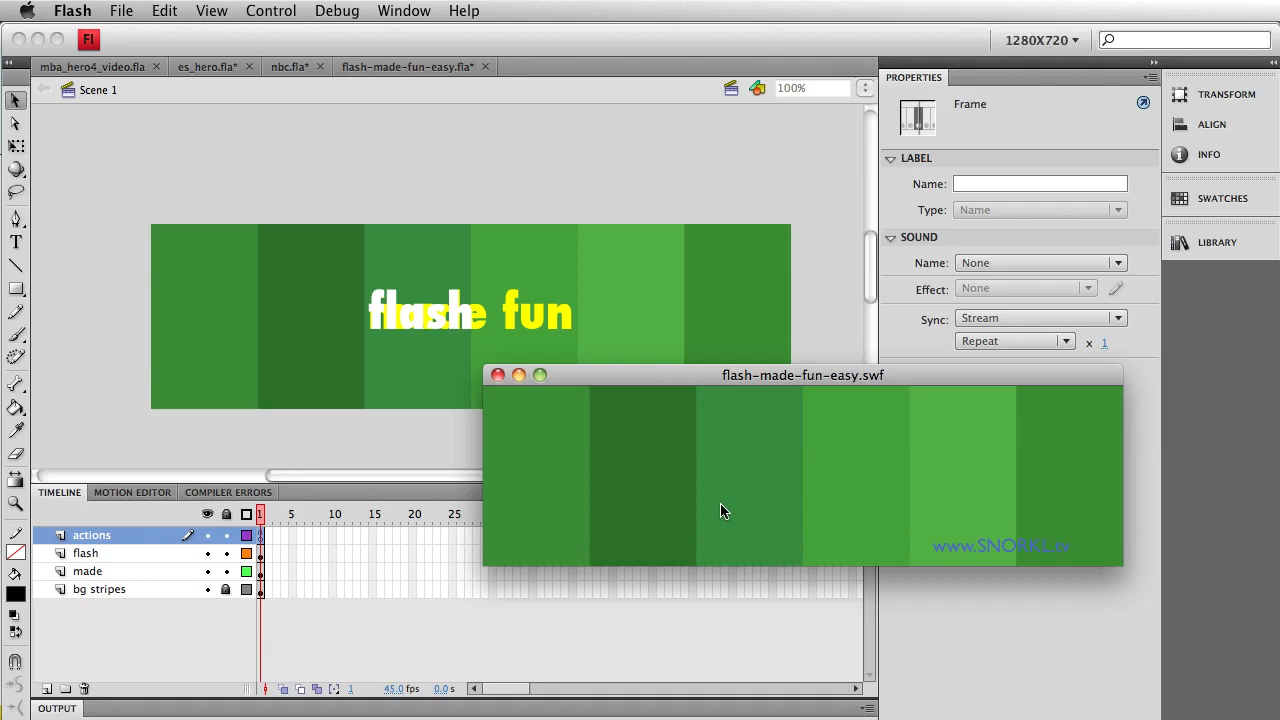 Flash File Edit View Control Debug Window Help
Fl 1280X720
mba_hero4_video.fla es_hero.fla* nbc.fla* flash-made-fun-easy.fla*
Scene 1 100%
PROPERTIES
Frame
LABEL
Name:
Type: Name
SOUND
Name: None
Effect: None
Sync: Stream
Repeat x 1
TRANSFORM
ALIGN
INFO
SWATCHES
LIBRARY
flash fun
flash-made-fun-easy.swf
www.SNORKL.tv
TIMELINE MOTION EDITOR COMPILER ERRORS
1 5 10 15 20 25
actions
flash
made
bg stripes
1 45.0 fps 0.0 s
OUTPUT